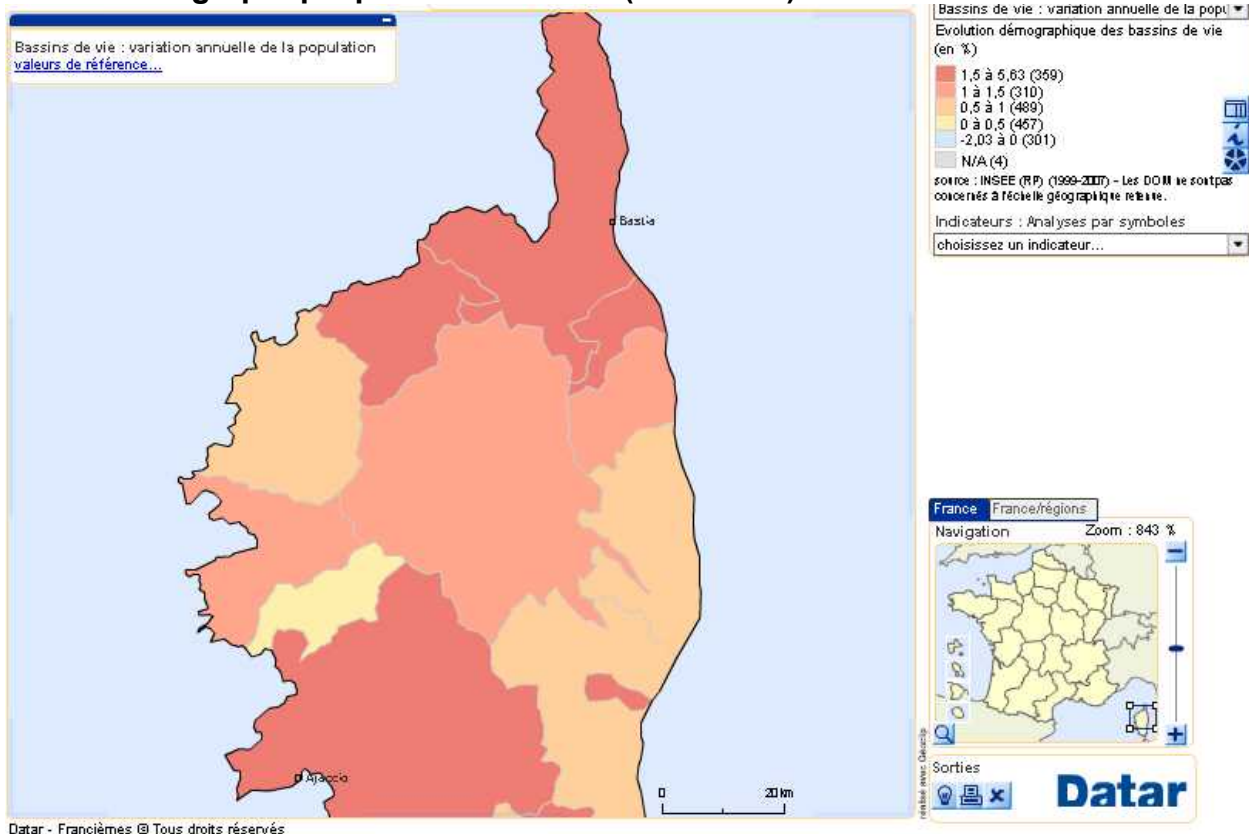 Bassins de vie : variation annuelle de la population
valeurs de référence...
Bastia
Ajaccio
0 20 km
Datar - Francièmes @ Tous droits réservés
Bassins de vie : variation annuelle de la popu
Evolution démographique des bassins de vie
(en %)
1,5 à 5,63 (359)
1 à 1,5 (310)
0,5 à 1 (489)
0 à 0,5 (457)
-2,03 à 0 (301)
N/A (4)
source : INSEE (RP) (1999-2007) - Les DOM ne sont pas
concernés à l'échelle géographique retenue.
Indicateurs : Analyses par symboles
choisissez un indicateur...
France France/régions
Navigation Zoom : 843 %
réalisé avec Géoclip
Sorties
Datar